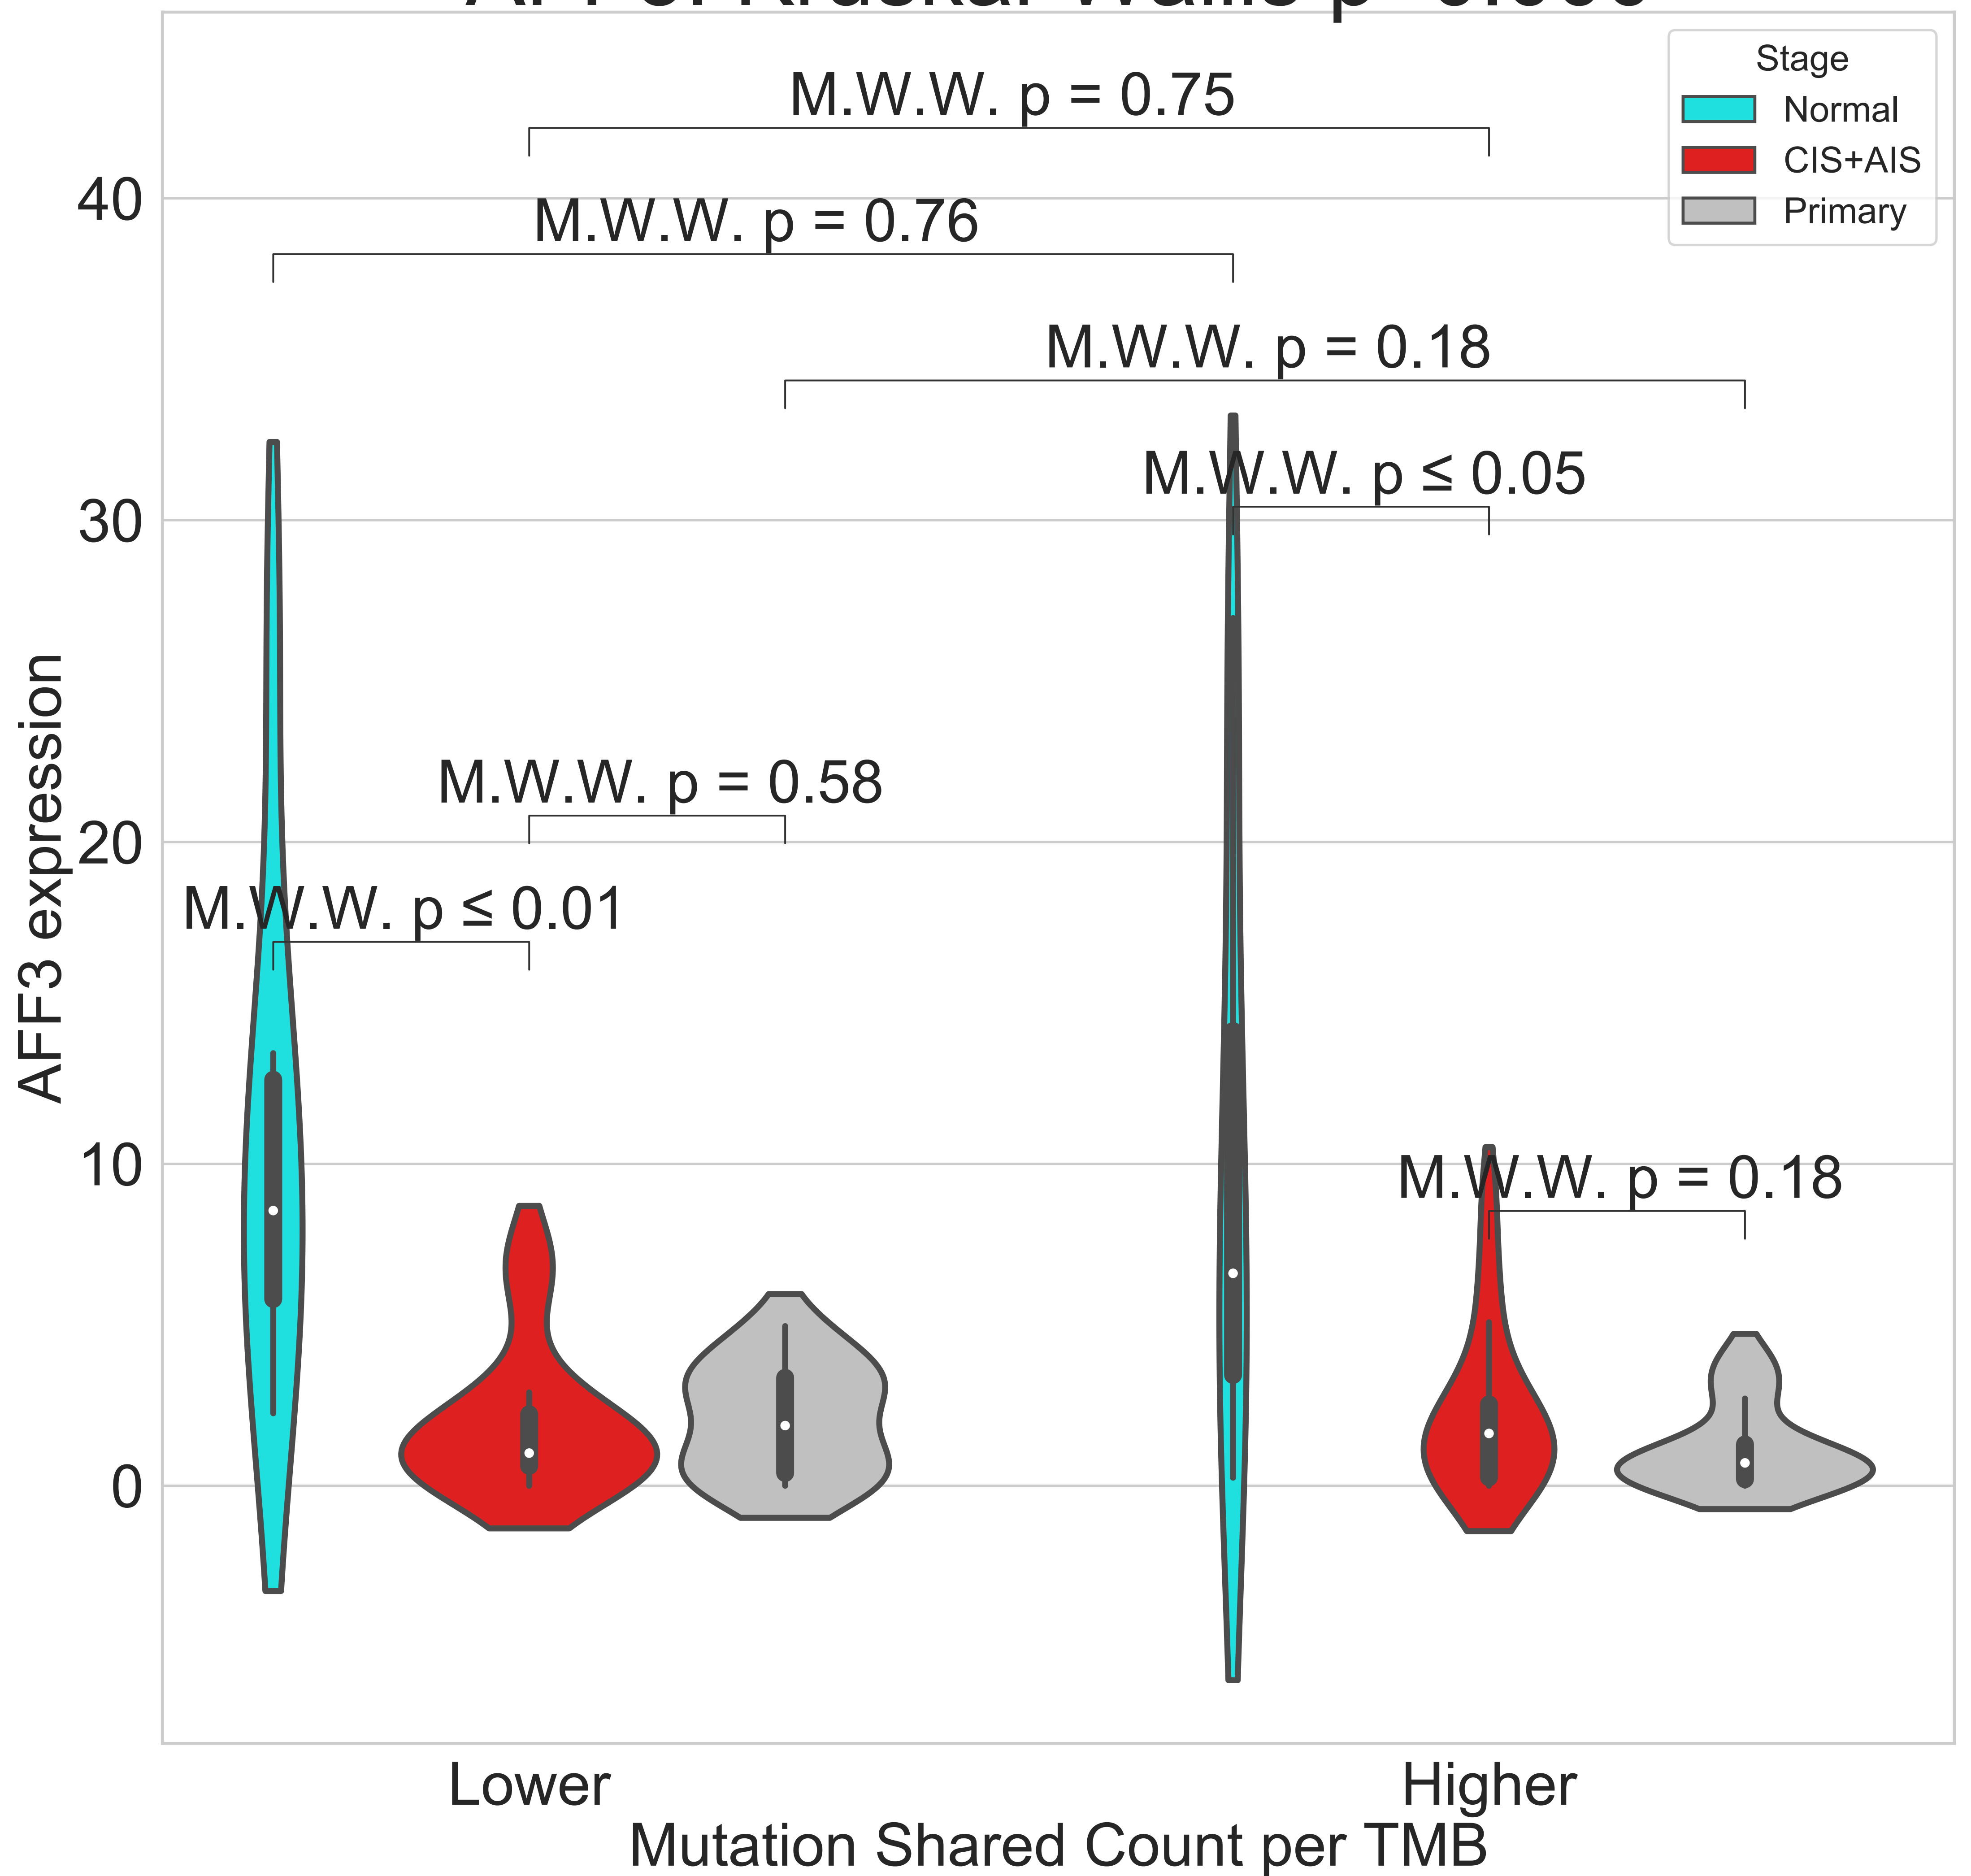 Stage
Normal
CIS+AIS
Primary
M.W.W. p = 0.75
M.W.W. p = 0.76
M.W.W. p = 0.18
M.W.W. p ≤ 0.05
M.W.W. p = 0.58
M.W.W. p ≤ 0.01
M.W.W. p = 0.18
40
30
20
10
0
AFF3 expression
Lower
Higher
Mutation Shared Count per TMB